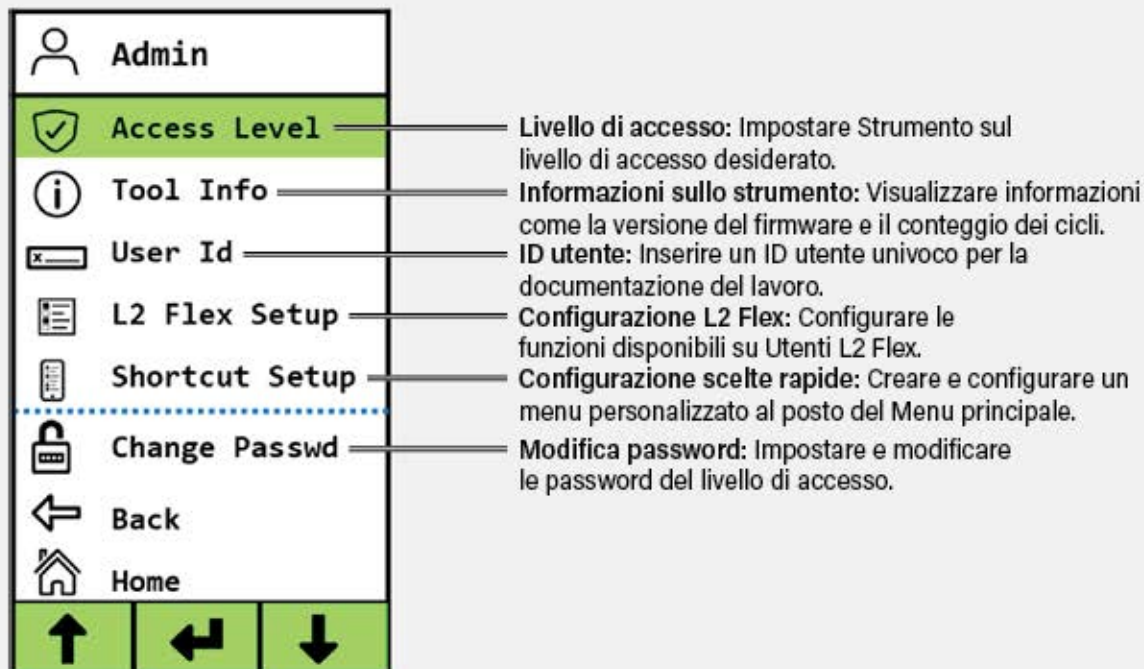 Admin
Access Level
Livello di accesso: Impostare Strumento sul
livello di accesso desiderato.
Tool Info
Informazioni sullo strumento: Visualizzare informazioni
come la versione del firmware e il conteggio dei cicli.
User Id
ID utente: Inserire un ID utente univoco per la
documentazione del lavoro.
L2 Flex Setup
Configurazione L2 Flex: Configurare le
funzioni disponibili su Utenti L2 Flex.
Shortcut Setup
Configurazione scelte rapide: Creare e configurare un
menu personalizzato al posto del Menu principale.
Change Passwd
Modifica password: Impostare e modificare
le password del livello di accesso.
Back
Home